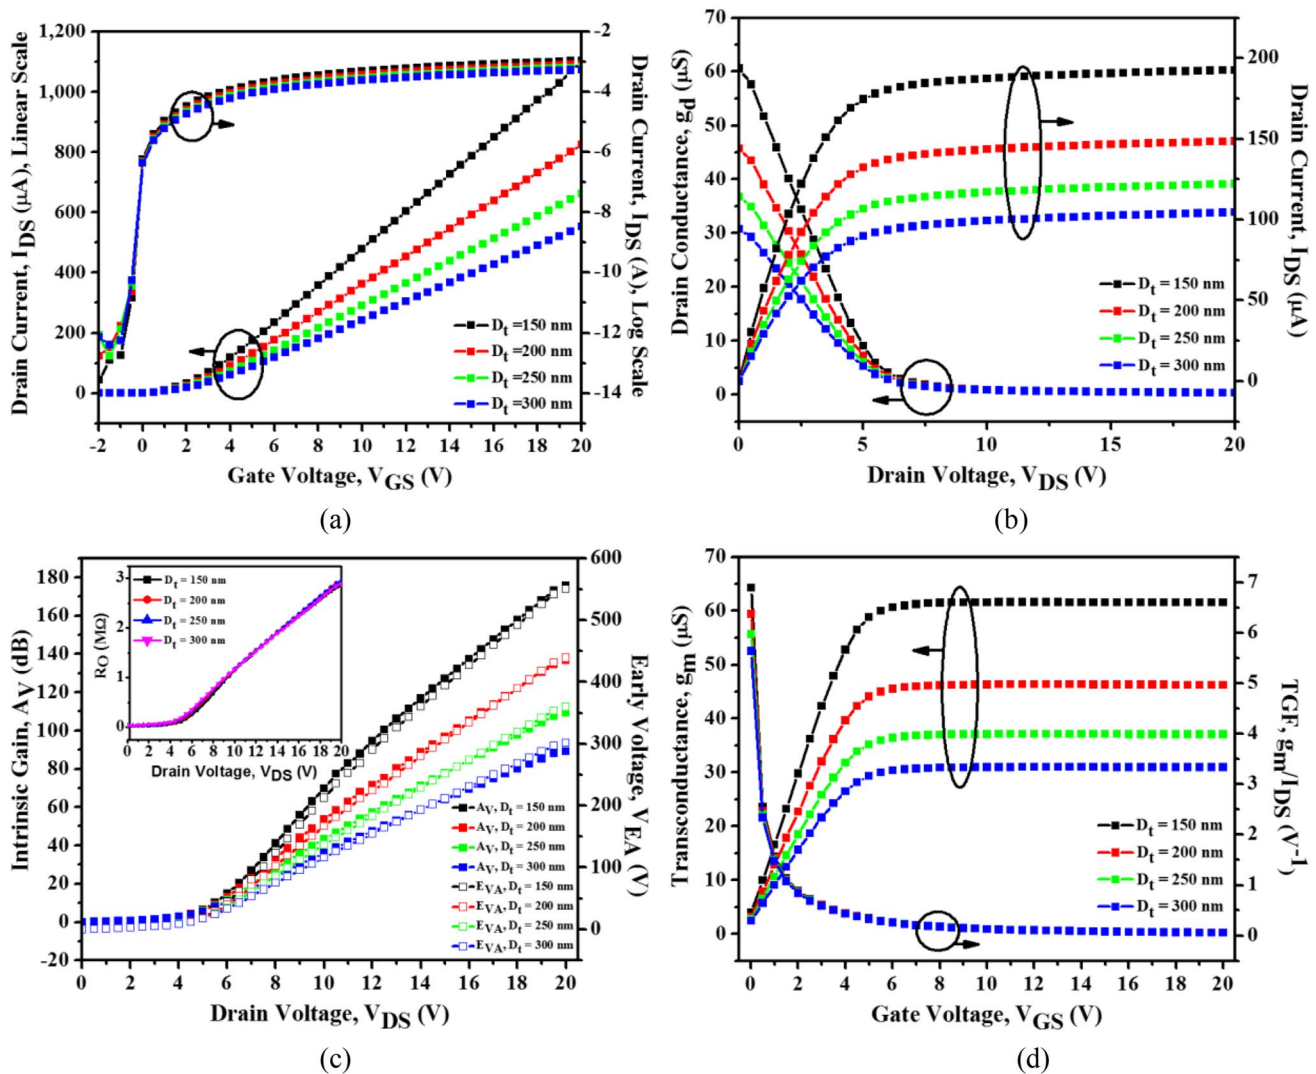 1,200
1,000
800
600
400
200
0
-2
-4
-6
-8
-10
-12
-14
-2 0 2 4 6 8 10 12 14 16 18 20
Drain Current, I_DS (μA), Linear Scale
Drain Current, I_DS (A), Log Scale
D_t =150 nm
D_t =200 nm
D_t =250 nm
D_t =300 nm
Gate Voltage, V_GS (V)
(a)
70
60
50
40
30
20
10
0
200
150
100
50
0
0 5 10 15 20
Drain Conductance, g_d (μS)
Drain Current, I_DS (μA)
D_t = 150 nm
D_t = 200 nm
D_t = 250 nm
D_t = 300 nm
Drain Voltage, V_DS (V)
(b)
180
160
140
120
100
80
60
40
20
0
-20
600
500
400
300
200
100
0
0 2 4 6 8 10 12 14 16 18 20
Intrinsic Gain, A_V (dB)
Early Voltage, V_EA (V)
3
2
1
0
0 2 4 6 8 10 12 14 16 18 20
R_O (MΩ)
D_t = 150 nm
D_t = 200 nm
D_t = 250 nm
D_t = 300 nm
Drain Voltage, V_DS (V)
A_V, D_t = 150 nm
A_V, D_t = 200 nm
A_V, D_t = 250 nm
A_V, D_t = 300 nm
E_VA, D_t = 150 nm
E_VA, D_t = 200 nm
E_VA, D_t = 250 nm
E_VA, D_t = 300 nm
Drain Voltage, V_DS (V)
(c)
70
60
50
40
30
20
10
0
7
6
5
4
3
2
1
0
0 2 4 6 8 10 12 14 16 18 20
Transconductance, g_m (μS)
TGF, g_m/I_DS (V⁻¹)
D_t = 150 nm
D_t = 200 nm
D_t = 250 nm
D_t = 300 nm
Gate Voltage, V_GS (V)
(d)